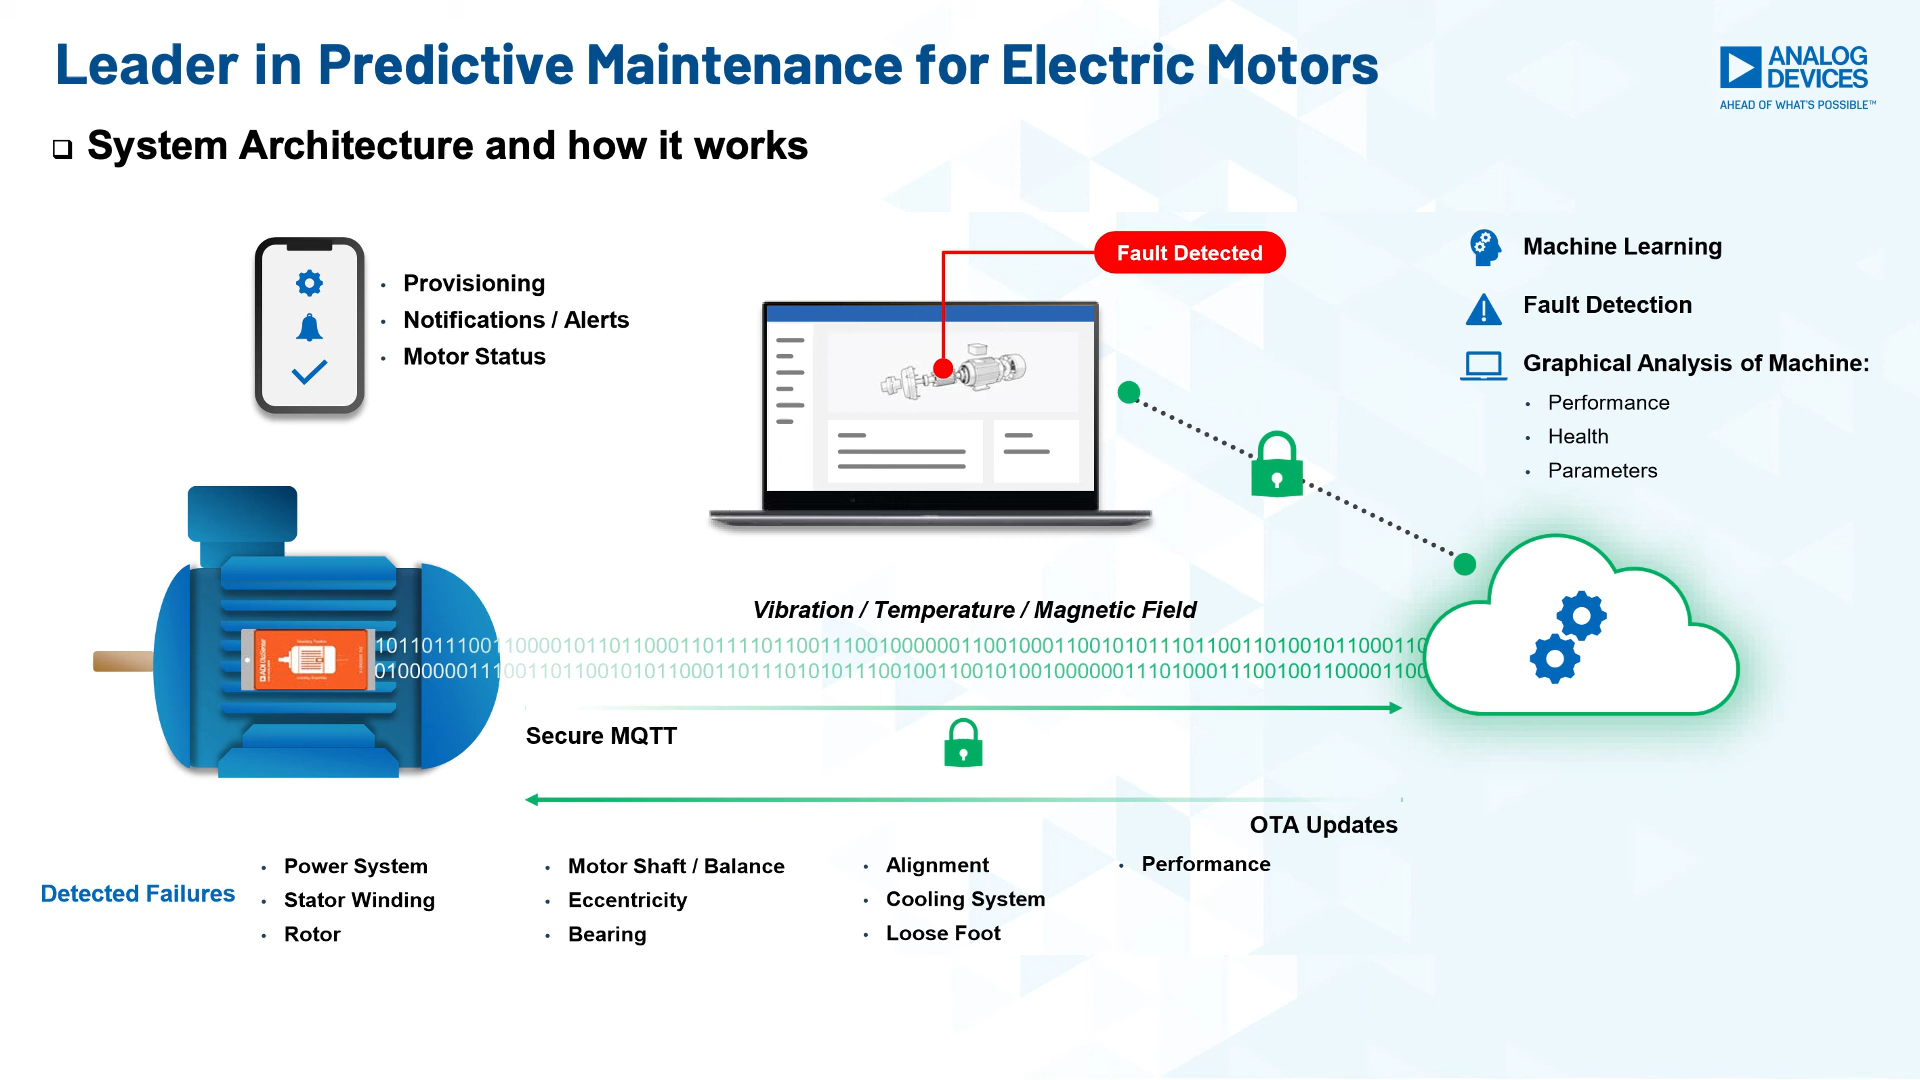 Leader in Predictive Maintenance for Electric Motors
ANALOG
DEVICES
AHEAD OF WHAT'S POSSIBLE™
System Architecture and how it works
Provisioning
Notifications / Alerts
Motor Status
Fault Detected
Machine Learning
Fault Detection
Graphical Analysis of Machine:
Performance
Health
Parameters
Vibration / Temperature / Magnetic Field
Secure MQTT
OTA Updates
Detected Failures
Power System
Stator Winding
Rotor
Motor Shaft / Balance
Eccentricity
Bearing
Alignment
Cooling System
Loose Foot
Performance